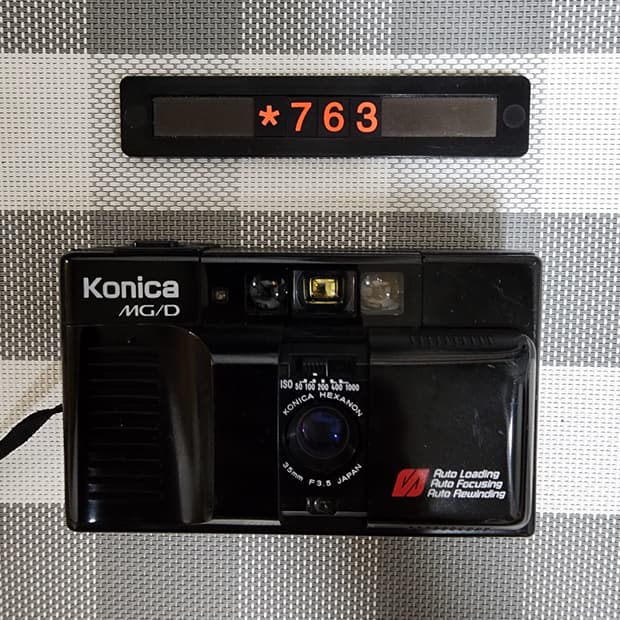 *763
Konica
MG/D
ISO 50 100 200 400 1000
KONICA HEXANON
35mm F3.5 JAPAN
Auto Loading
Auto Focusing
Auto Rewinding